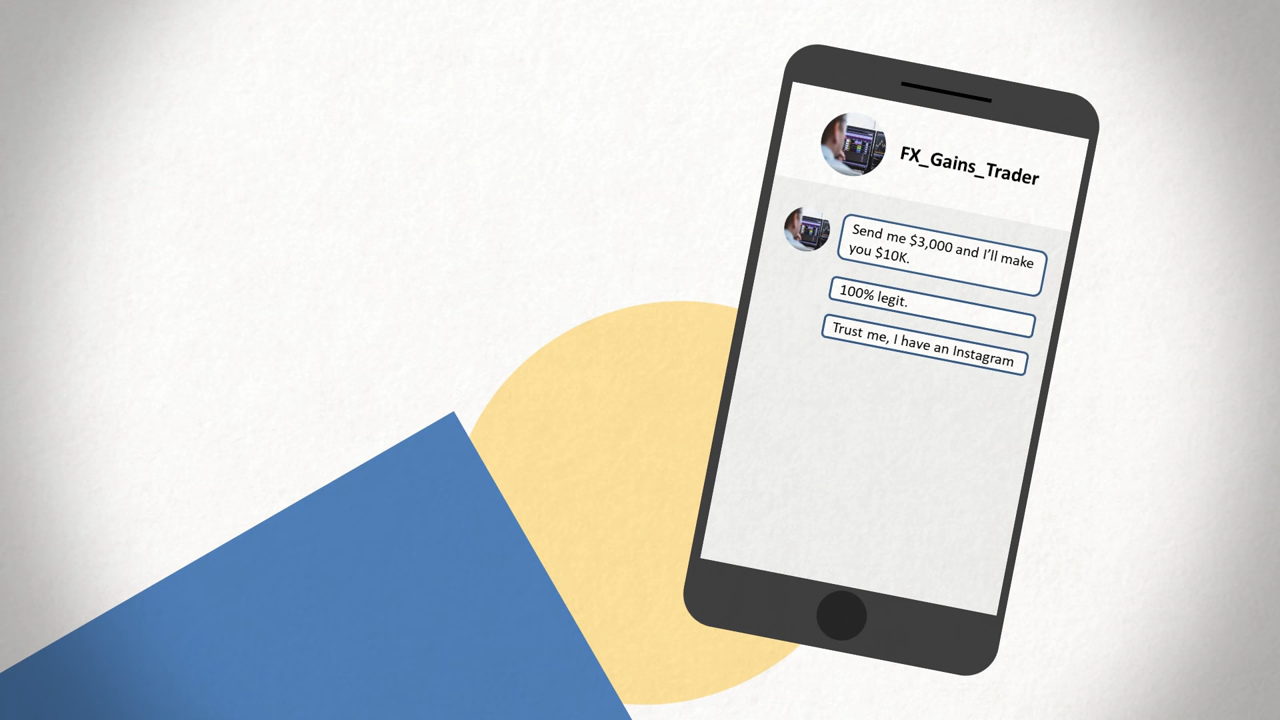 FX_Gains_Trader
Send me $3,000 and I'll make
you $10K.
100% legit.
Trust me, I have an Instagram